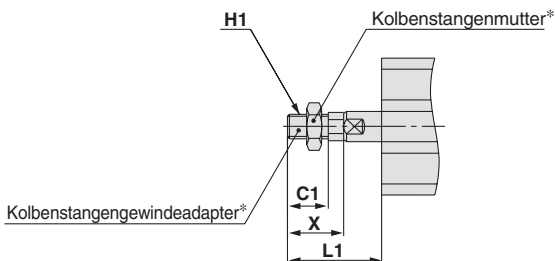 H1
Kolbenstangenmutter*
Kolbenstangengewindeadapter*
C1
X
L1